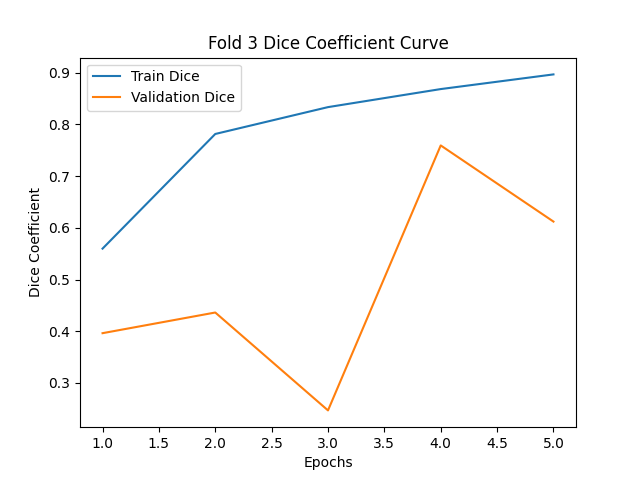 Fold 3 Dice Coefficient Curve
Train Dice
Validation Dice
Dice Coefficient
0.9
0.8
0.7
0.6
0.5
0.4
0.3
1.0 1.5 2.0 2.5 3.0 3.5 4.0 4.5 5.0
Epochs